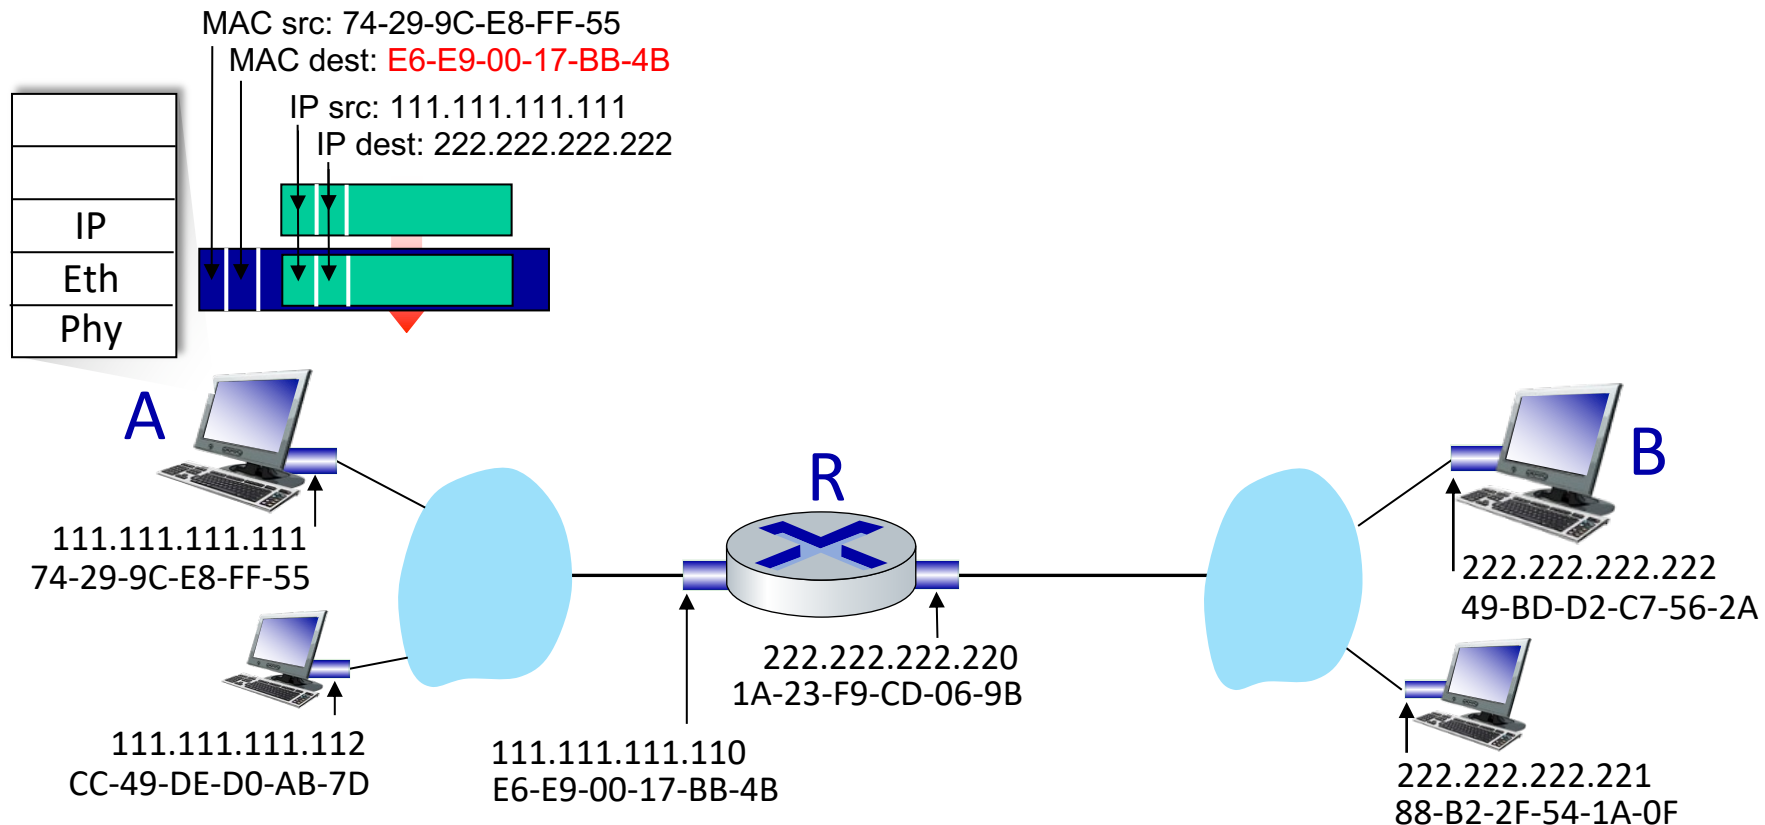 MAC src: 74-29-9C-E8-FF-55
MAC dest: E6-E9-00-17-BB-4B
IP src: 111.111.111.111
IP dest: 222.222.222.222
IP
Eth
Phy
A
R
B
111.111.111.111
74-29-9C-E8-FF-55
222.222.222.222
49-BD-D2-C7-56-2A
222.222.222.220
1A-23-F9-CD-06-9B
111.111.111.112
CC-49-DE-D0-AB-7D
111.111.111.110
E6-E9-00-17-BB-4B
222.222.222.221
88-B2-2F-54-1A-0F